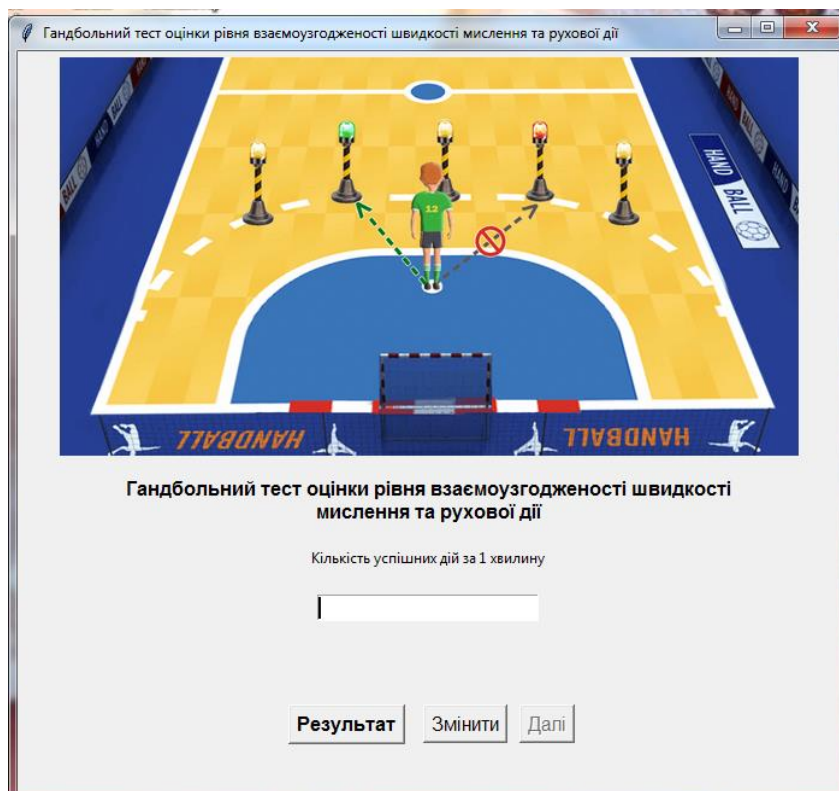 Гандбольний тест оцінки рівня взаємоузгодженості швидкості мислення та рухової дії
HAND BALL
12
HANDBALL
HANDBALL
Гандбольний тест оцінки рівня взаємоузгодженості швидкості
мислення та рухової дії
Кількість успішних дій за 1 хвилину
Результат
Змінити
Далі